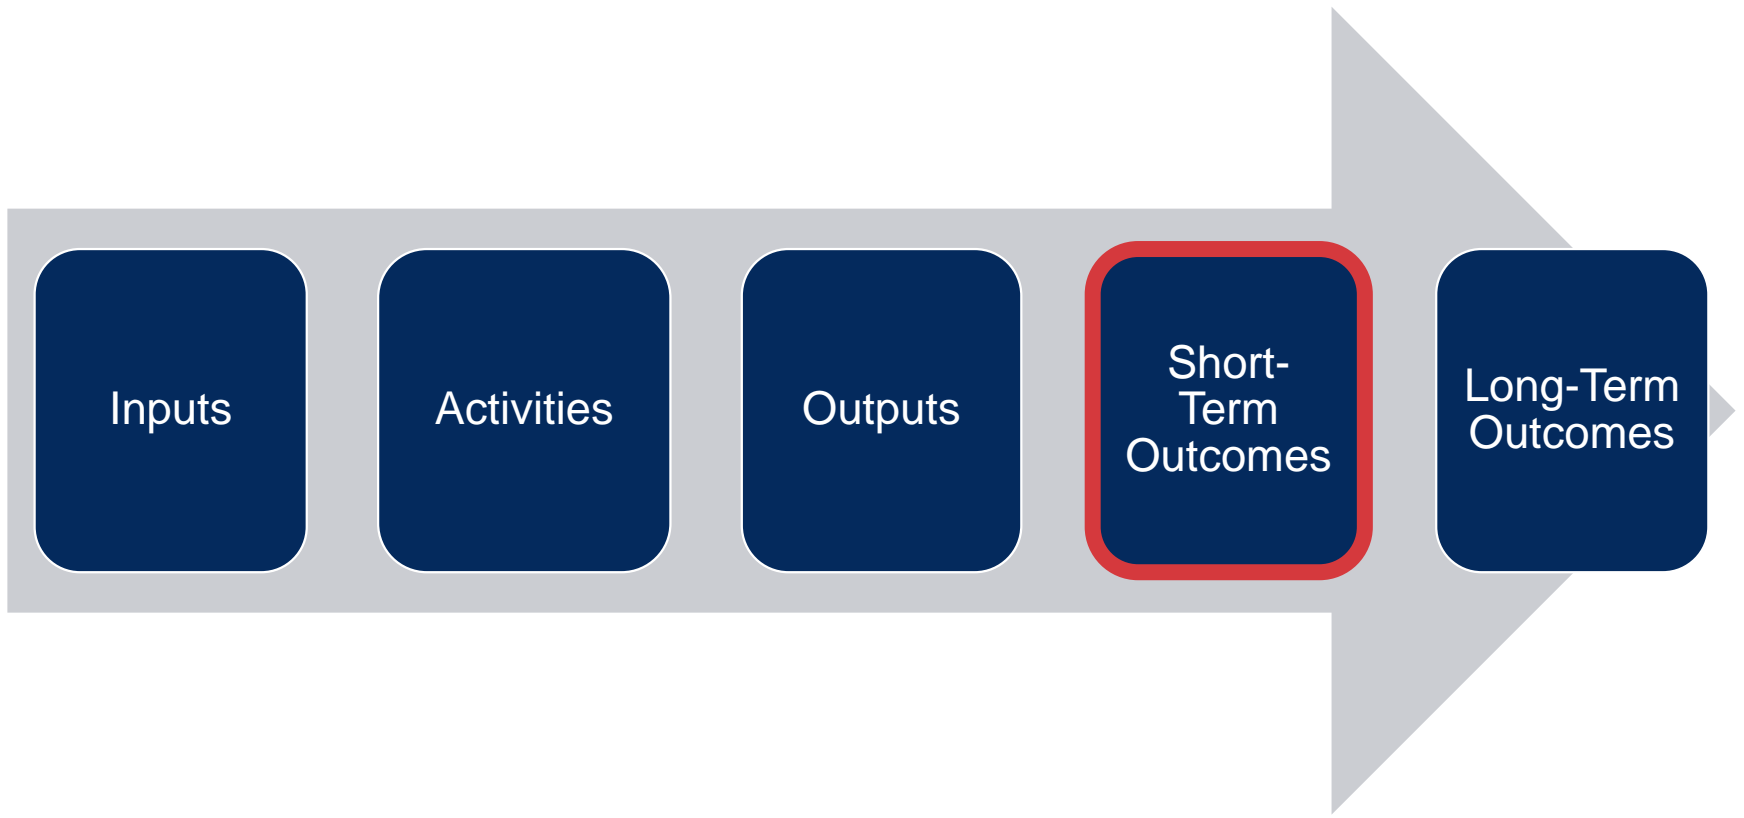 Inputs
Activities
Outputs
Short-
Term
Outcomes
Long-Term
Outcomes